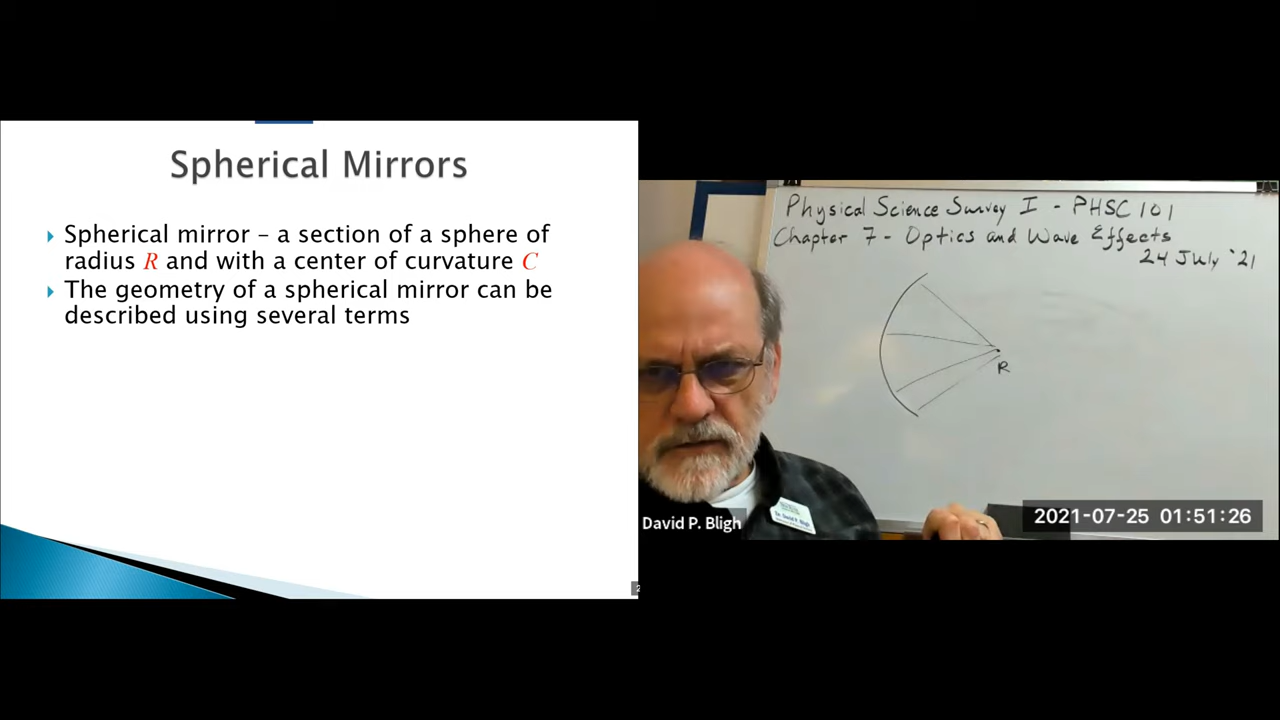 Spherical Mirrors
Spherical mirror – a section of a sphere of
radius R and with a center of curvature C
The geometry of a spherical mirror can be
described using several terms
2
Physical Science Survey I - PHSC 101
Chapter 7 - Optics and Wave Effects
24 July '21
R
David P. Bligh
2021-07-25 01:51:26